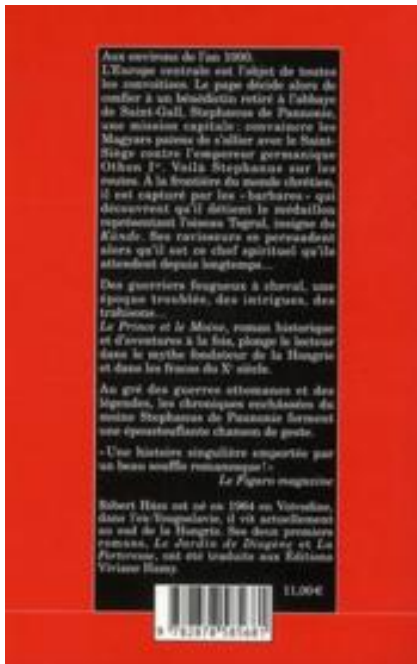 Aux environs de l'an 1000.
L'Europe centrale est l'objet de toutes
les convoitises. Le pape décide alors de
confier à un bénédictin retiré à l'abbaye
de Saint-Gall, Stephanus de Pannonie,
une mission capitale : convaincre les
Magyars païens de s'allier avec le Saint-
Siège contre l'empereur germanique
Othon Iᵉʳ. Voilà Stephanus sur les
routes. À la frontière du monde chrétien,
il est capturé par les « barbares » qui
découvrent qu'il détient le médaillon
représentant l'oiseau Togrul, insigne du
Künde. Ses ravisseurs se persuadent
alors qu'il est ce chef spirituel qu'ils
attendent depuis longtemps...
Des guerriers fougueux à cheval, une
époque troublée, des intrigues, des
trahisons...
Le Prince et le Moine, roman historique
et d'aventures à la fois, plonge le lecteur
dans le mythe fondateur de la Hongrie
et dans les fracas du Xᵉ siècle.
Au gré des guerres ottomanes et des
légendes, les chroniques enchâssées du
moine Stephanus de Pannonie forment
une époustouflante chanson de geste.
« Une histoire singulière emportée par
un beau souffle romanesque ! »
Le Figaro magazine
Róbert Hász est né en 1964 en Voïvodine,
dans l'ex-Yougoslavie, il vit actuellement
au sud de la Hongrie. Ses deux premiers
romans, Le Jardin de Diogène et La
Forteresse, ont été traduits aux Éditions
Viviane Hamy.
11,00 €
9 782878 585681